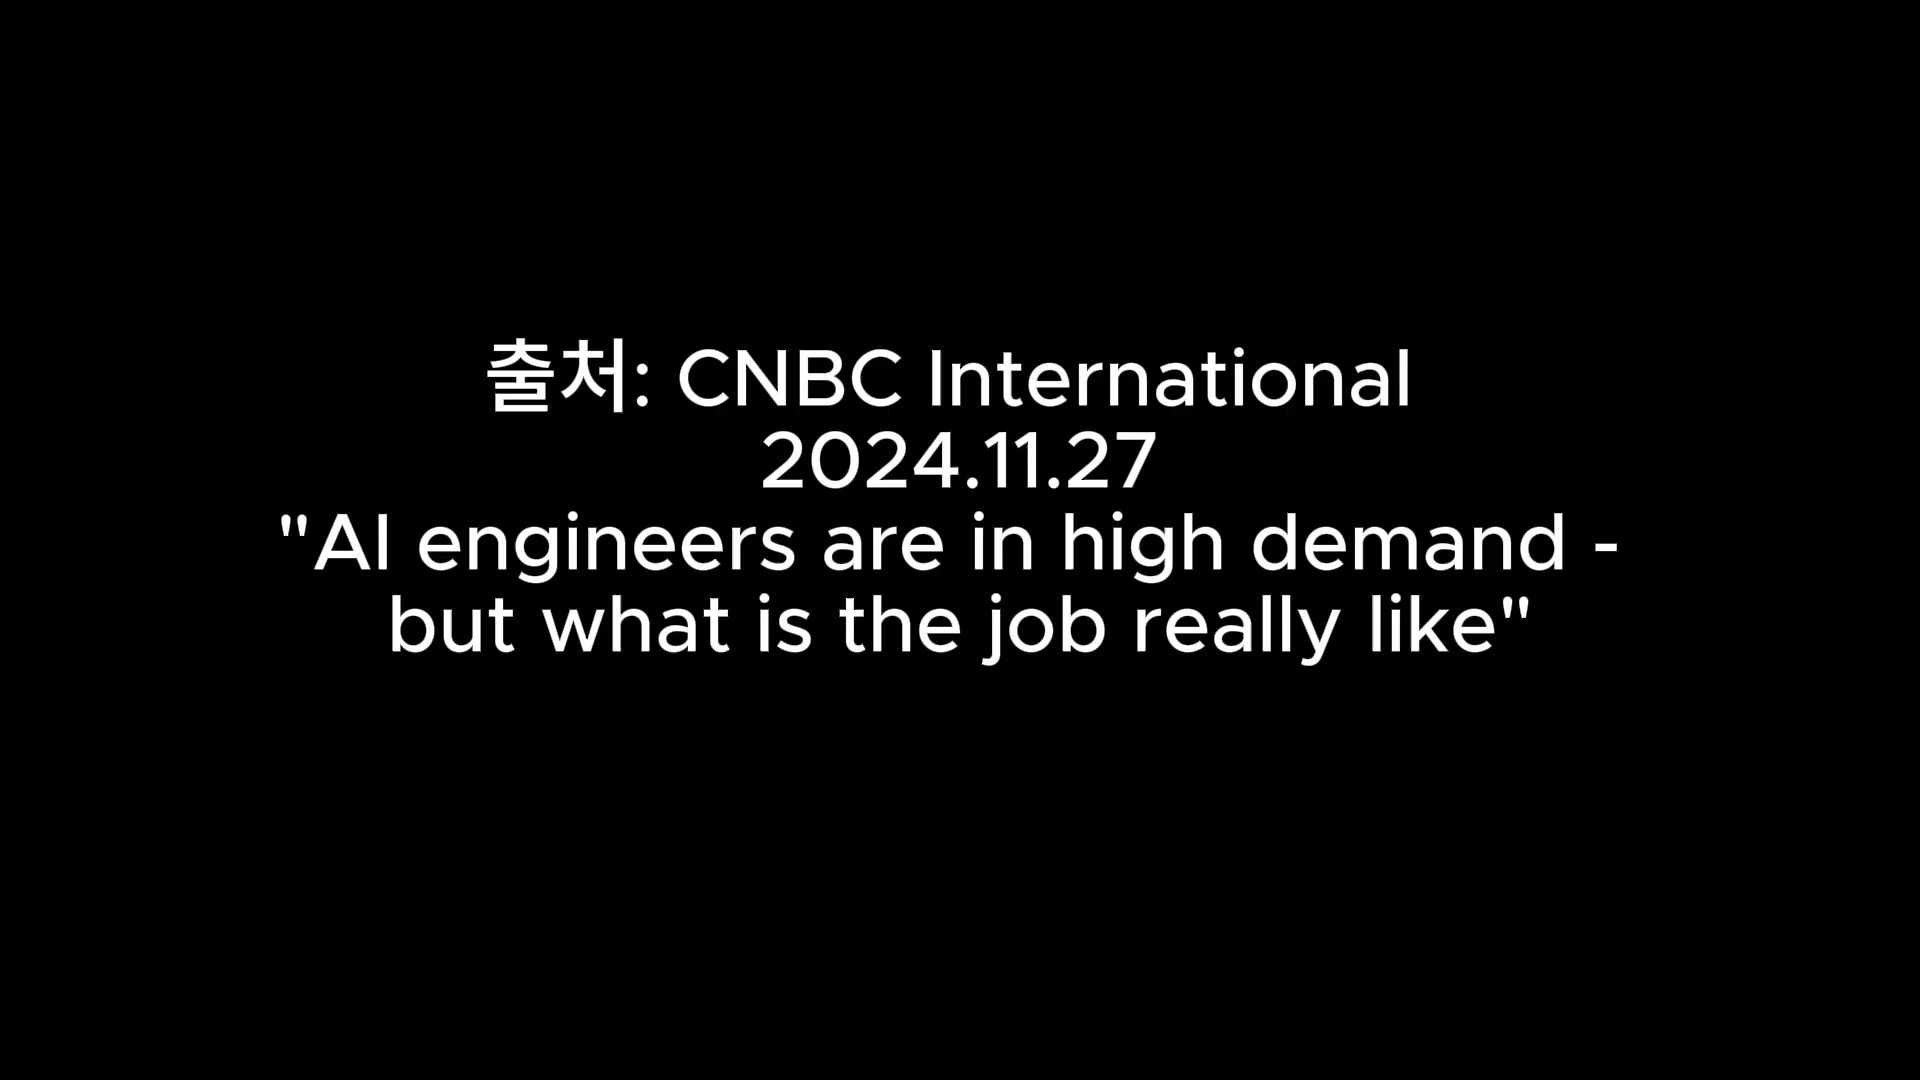 출처: CNBC International
2024.11.27
"AI engineers are in high demand -
but what is the job really like"